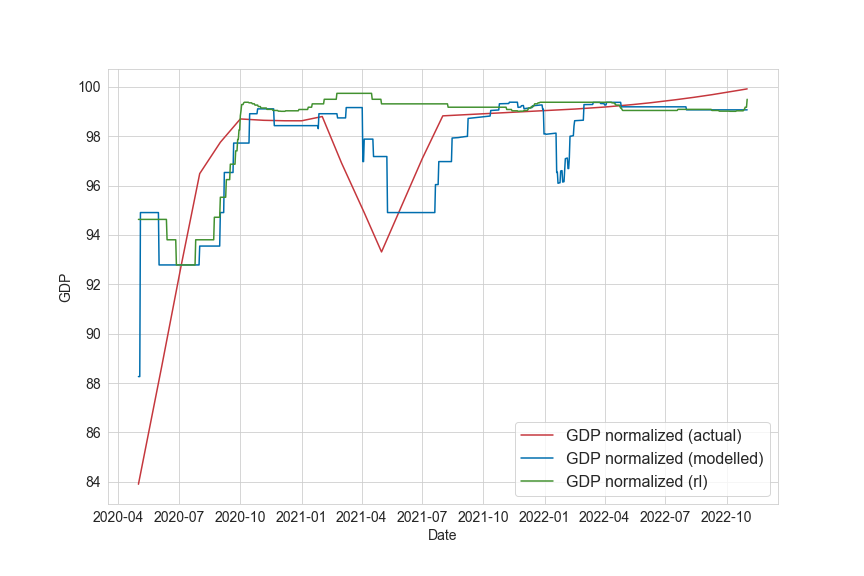 100
98
96
94
92
90
88
86
84
GDP
GDP normalized (actual)
GDP normalized (modelled)
GDP normalized (rl)
2020-04 2020-07 2020-10 2021-01 2021-04 2021-07 2021-10 2022-01 2022-04 2022-07 2022-10
Date